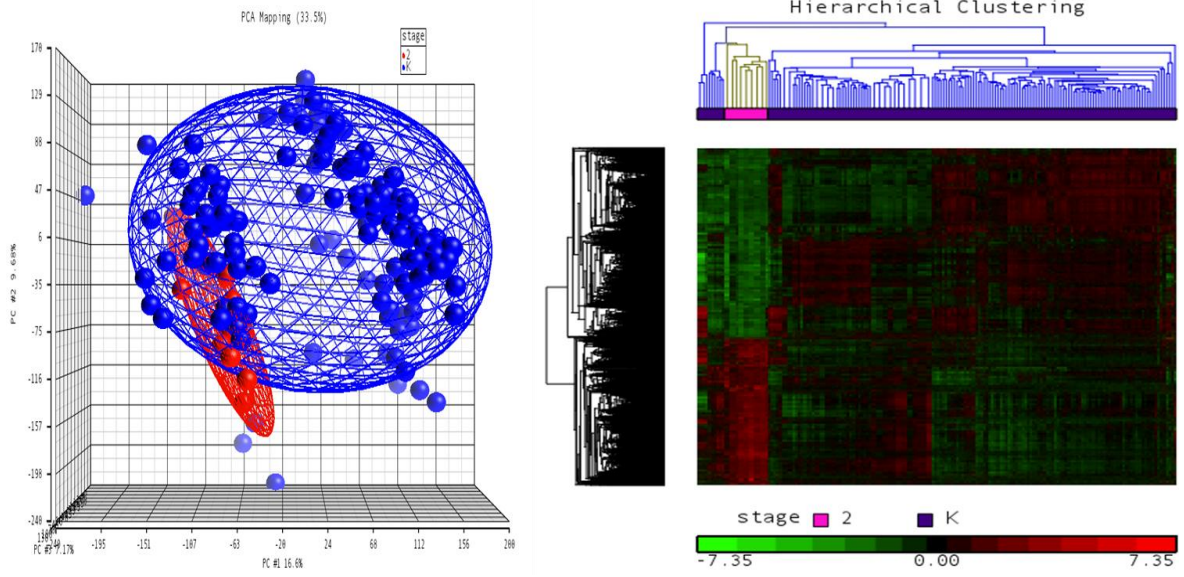 PCA Mapping (33.5%)
stage
2
K
170
129
88
47
6
-35
-75
-116
-157
-198
-240
PC #2 9.68%
-195
-151
-107
-63
-20
24
68
112
156
200
PC #3 7.17%
PC #1 16.6%
Hierarchical Clustering
stage 2 K
-7.35 0.00 7.35